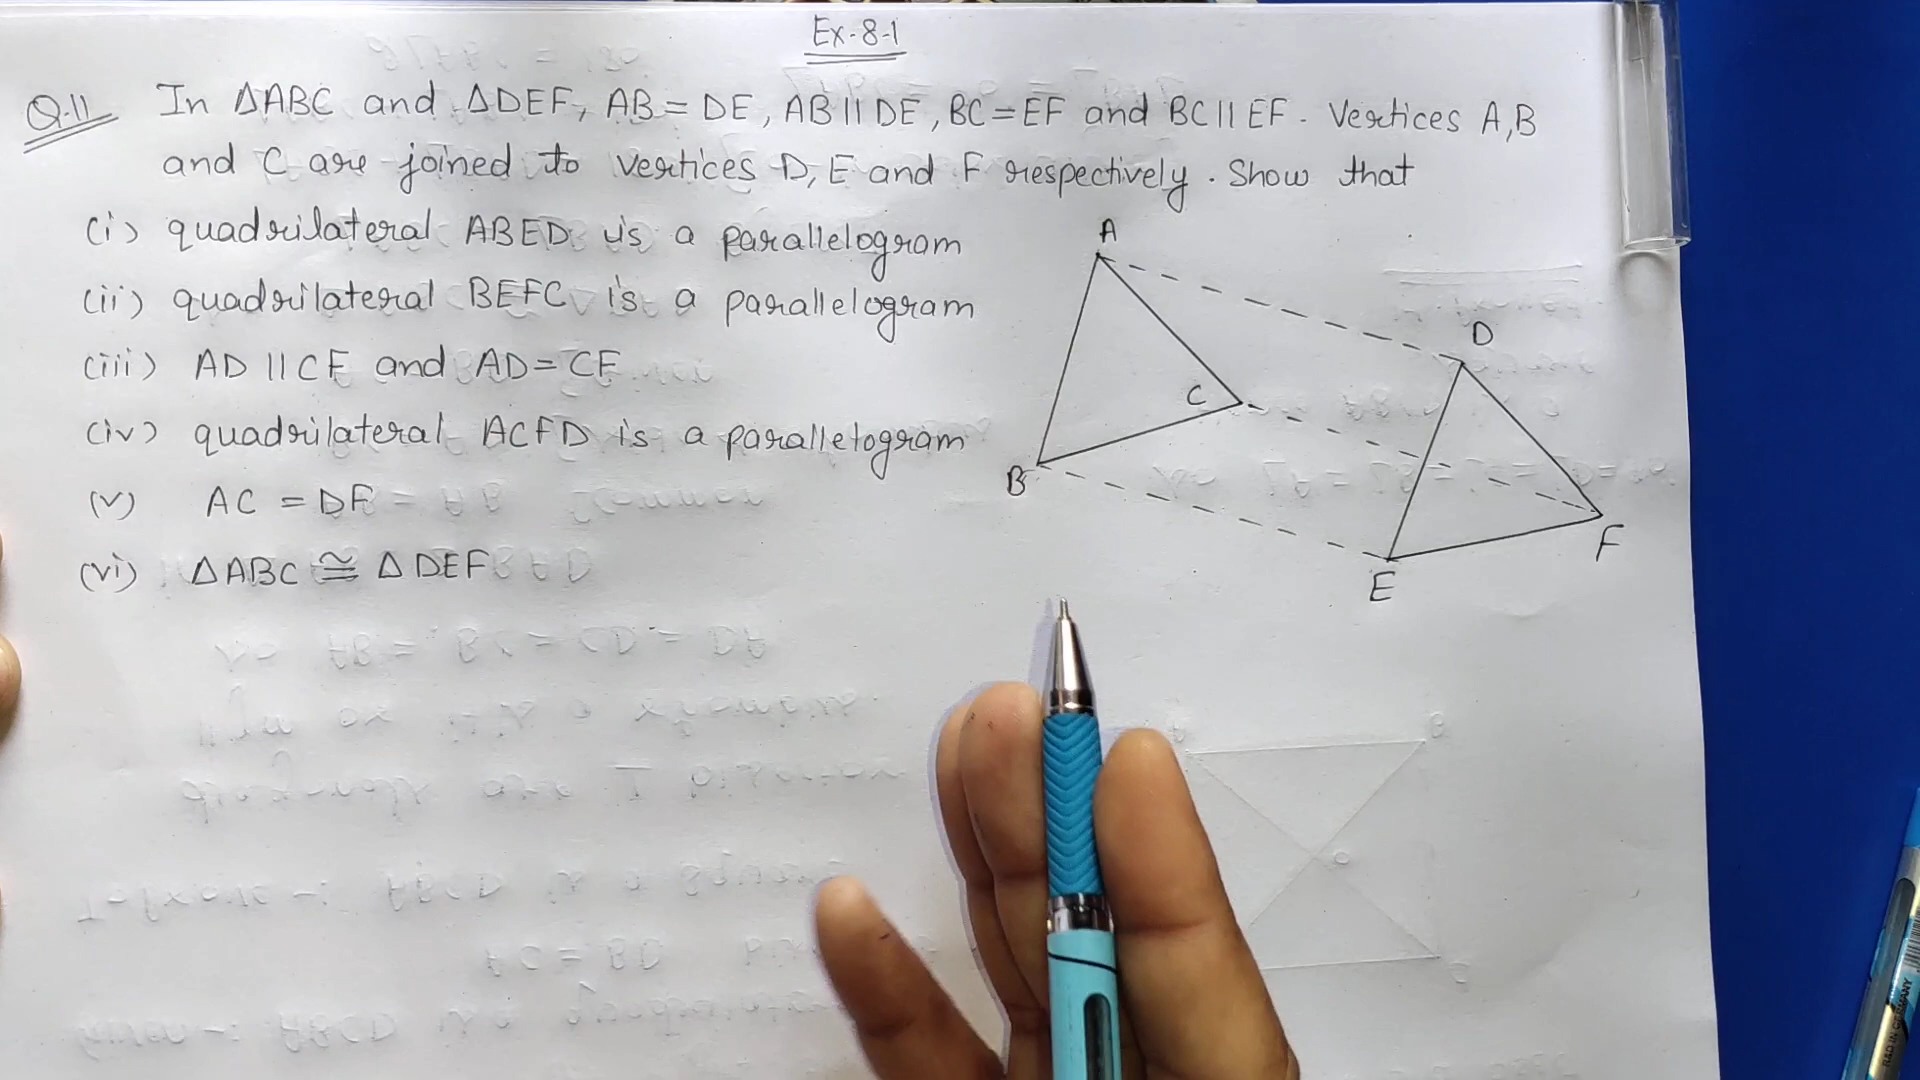 Ex-8-1
Q.11 In ΔABC and ΔDEF, AB = DE, AB || DE, BC = EF and BC || EF. Vertices A, B
and C are joined to vertices D, E and F respectively. Show that
(i) quadrilateral ABED is a parallelogram
(ii) quadrilateral BEFC is a parallelogram
(iii) AD || CF and AD = CF
(iv) quadrilateral ACFD is a parallelogram
(v) AC = DF
(vi) ΔABC ≅ ΔDEF
A
D
C
B
F
E